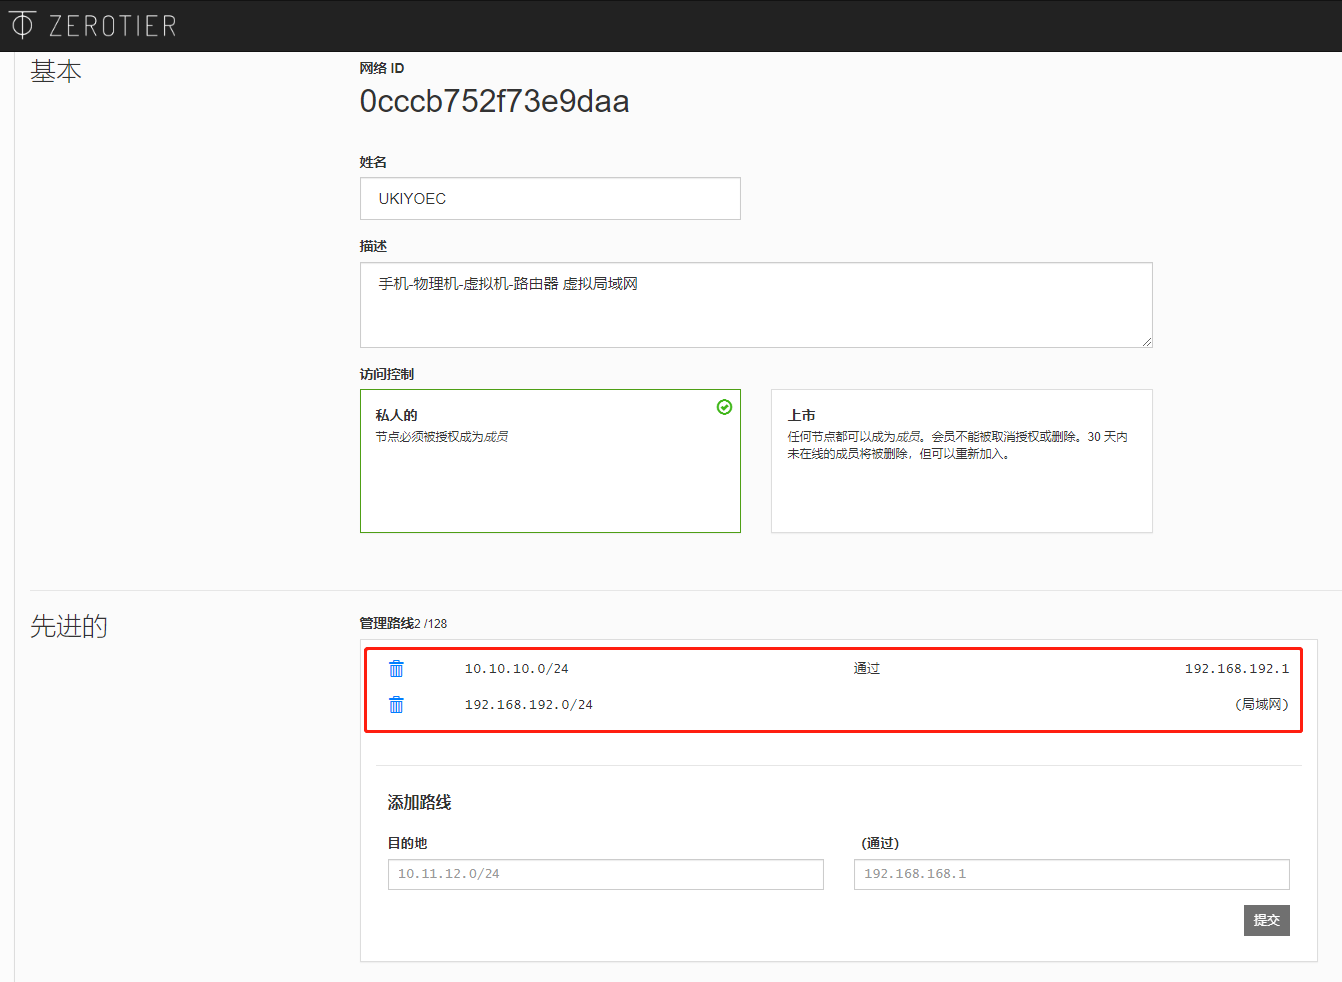 ZEROTIER
基本
网络 ID
0cccb752f73e9daa
姓名
UKIYOEC
描述
手机-物理机-虚拟机-路由器 虚拟局域网
访问控制
私人的
节点必须被授权成为成员
上市
任何节点都可以成为成员。会员不能被取消授权或删除。30 天内
未在线的成员将被删除，但可以重新加入。
先进的
管理路线2 /128
10.10.10.0/24 通过 192.168.192.1
192.168.192.0/24 (局域网)
添加路线
目的地 (通过)
10.11.12.0/24 192.168.168.1
提交